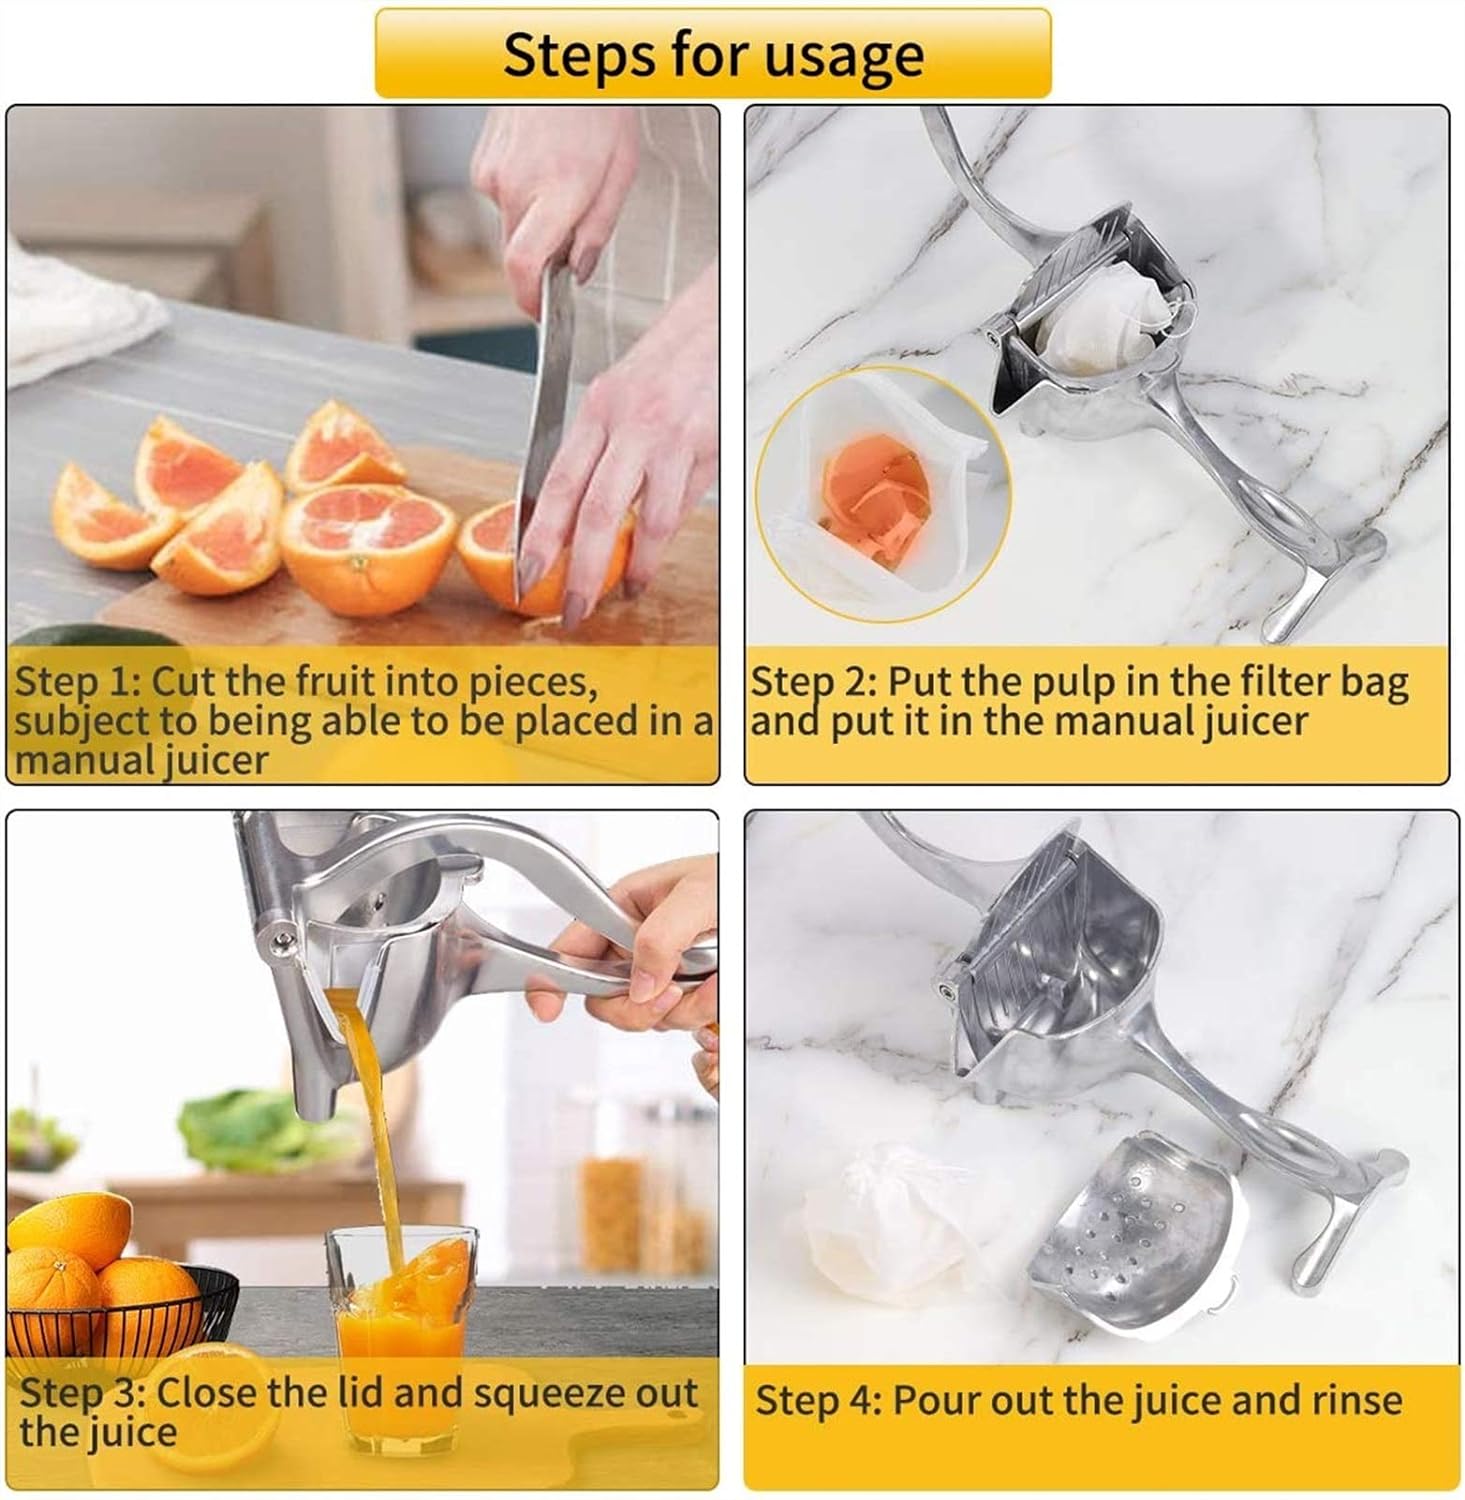 Steps for usage
Step 1: Cut the fruit into pieces,
subject to being able to be placed in a
manual juicer
Step 2: Put the pulp in the filter bag
and put it in the manual juicer
Step 3: Close the lid and squeeze out
the juice
Step 4: Pour out the juice and rinse